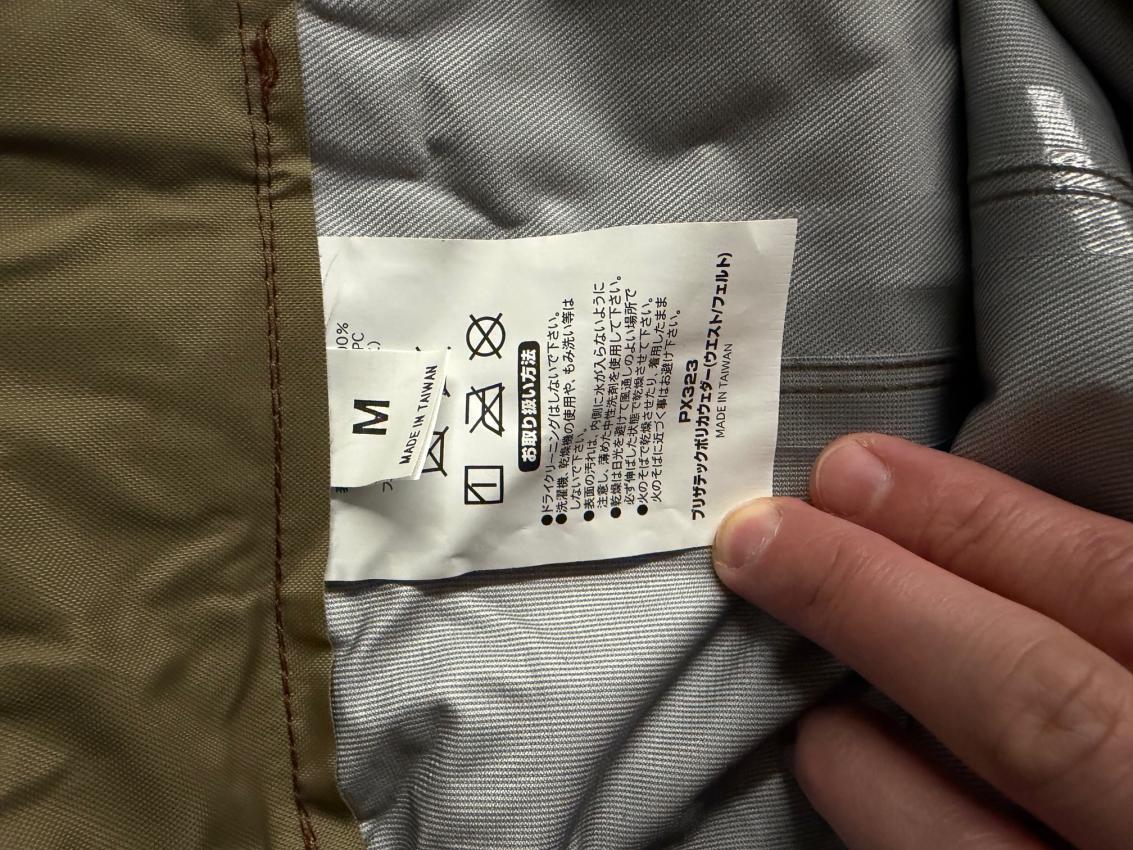 00%
PC
M
MADE IN TAIWAN
お取り扱い方法
●ドライクリーニングはしないで下さい。
●洗濯機、乾燥機の使用や、もみ洗い等は
しないで下さい。
●表面の汚れは、内側に水が入らないように
注意し、薄めた中性洗剤を使用して下さい。
●乾燥は日光を避けて風通しのよい場所で
必ず伸ばした状態で乾燥させて下さい。
●火のそばで乾燥させたり、着用したまま
火のそばに近づく事はお避け下さい。
PX323
プリザテックポリカウェダー(ウエスト/フェルト)
MADE IN TAIWAN